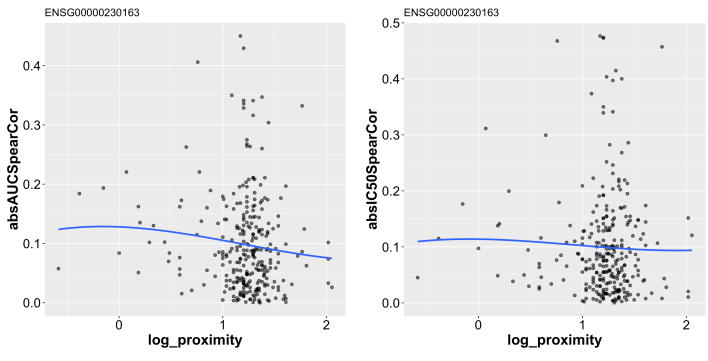 ENSG00000230163
absAUCSpearCor
0.4
0.3
0.2
0.1
0.0
0 1 2
log_proximity
ENSG00000230163
absIC50SpearCor
0.5
0.4
0.3
0.2
0.1
0.0
0 1 2
log_proximity